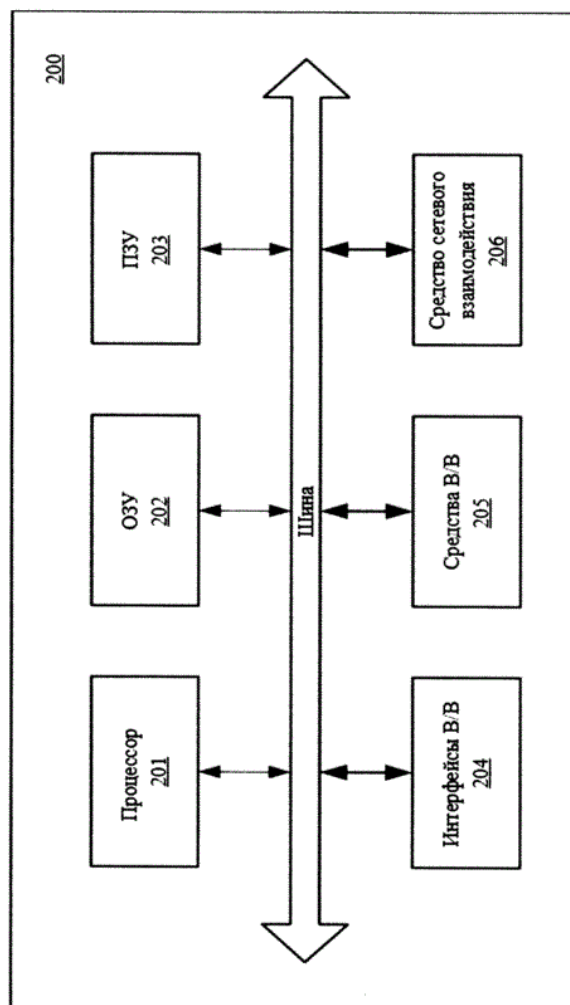 200
Процессор
201
ОЗУ
202
ПЗУ
203
Шина
Интерфейсы В/В
204
Средства В/В
205
Средство сетевого
взаимодействия
206